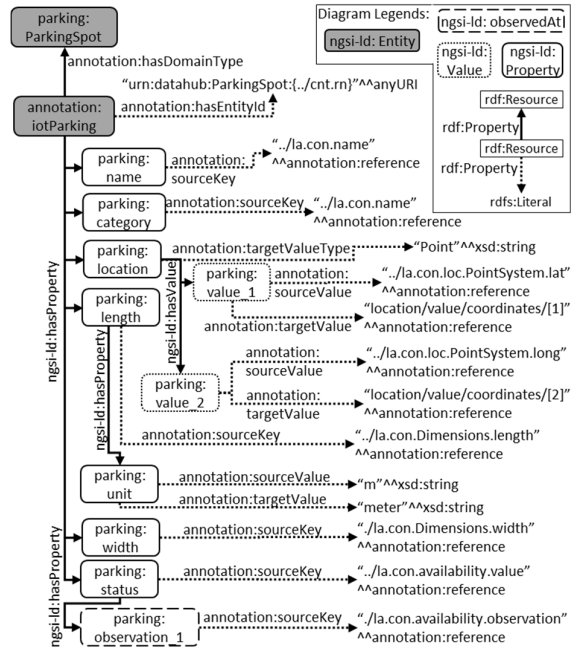 parking:
ParkingSpot
Diagram Legends:
ngsi-ld: Entity
ngsi-ld: observedAt
ngsi-ld:
Value
ngsi-ld:
Property
rdf:Resource
rdf:Property
rdf:Resource
rdf:Property
rdfs:Literal
annotation:hasDomainType
"urn:datahub:ParkingSpot:{../cnt.rn}"^^anyURI
annotation:
iotParking
annotation:hasEntityId
parking:
name
annotation:
sourceKey
"../la.con.name"
^^annotation:reference
parking:
category
annotation:sourceKey
"../la.con.name"
^^annotation:reference
parking:
location
annotation:targetValueType
"Point"^^xsd:string
ngsi-ld:hasProperty
ngsi-ld:hasValue
parking:
value_1
annotation:
sourceValue
"../la.con.loc.PointSystem.lat"
^^annotation:reference
parking:
length
annotation:targetValue
"location/value/coordinates/[1]"
^^annotation:reference
ngsi-ld:hasProperty
parking:
value_2
annotation:
sourceValue
"../la.con.loc.PointSystem.long"
^^annotation:reference
annotation:
targetValue
"location/value/coordinates/[2]"
^^annotation:reference
annotation:sourceKey
"../la.con.Dimensions.length"
^^annotation:reference
parking:
unit
annotation:sourceValue
"m"^^xsd:string
annotation:targetValue
"meter"^^xsd:string
parking:
width
annotation:sourceKey
"./la.con.Dimensions.width"
^^annotation:reference
ngsi-ld:hasProperty
parking:
status
annotation:sourceKey
"../la.con.availability.value"
^^annotation:reference
parking:
observation_1
annotation:sourceKey
"./la.con.availability.observation"
^^annotation:reference